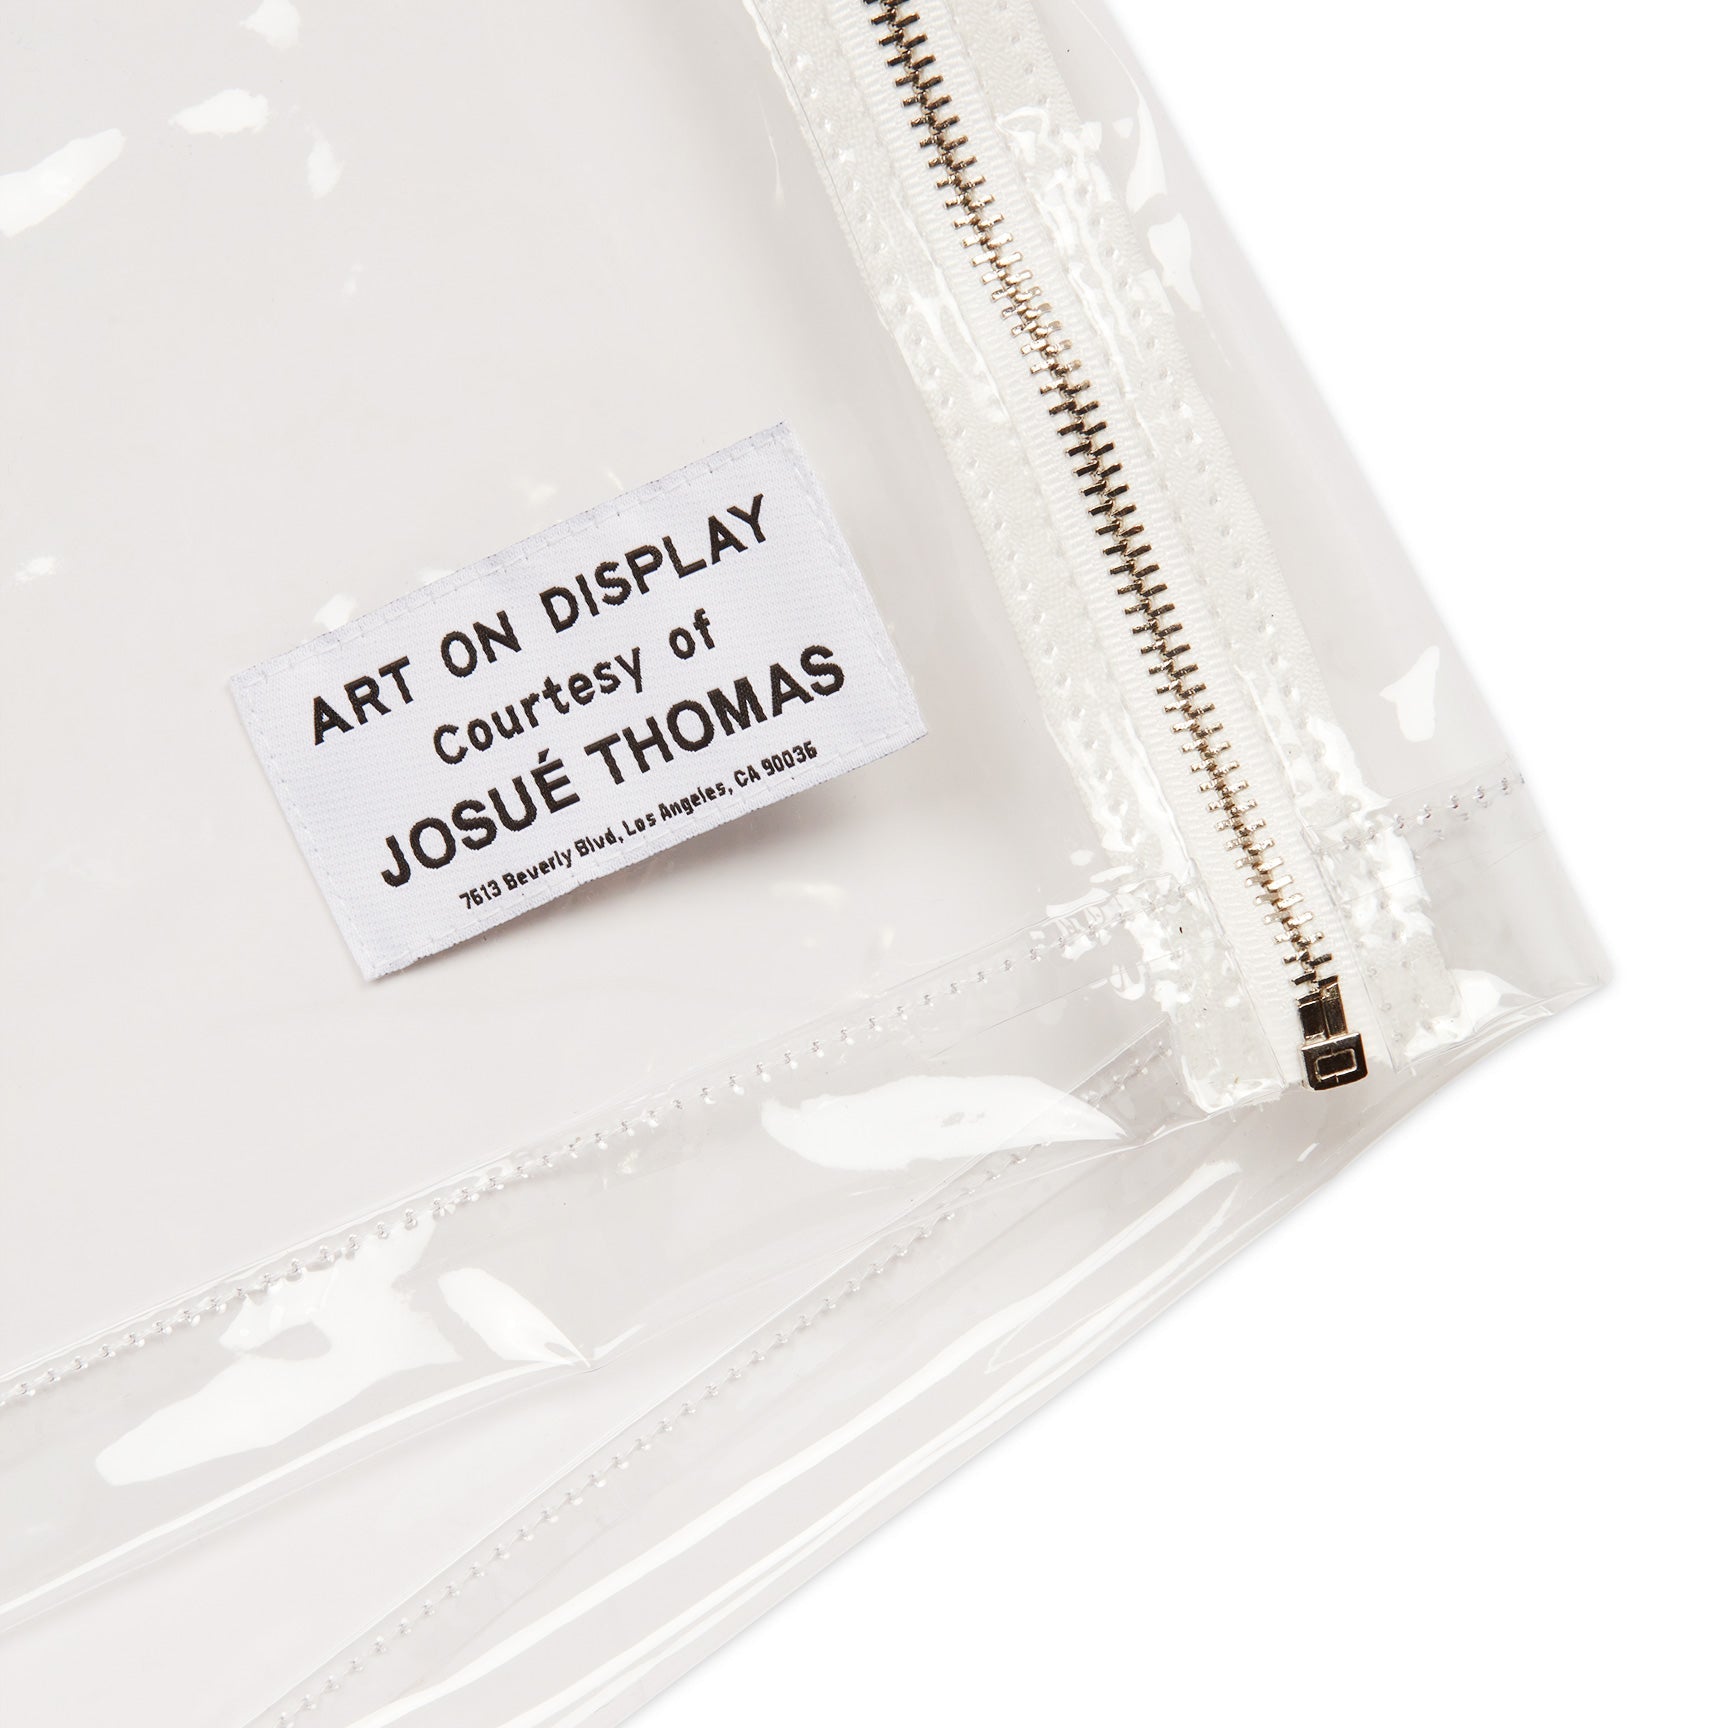 ART ON DISPLAY
Courtesy of
JOSUÉ THOMAS
7613 Beverly Blvd, Los Angeles, CA 90036